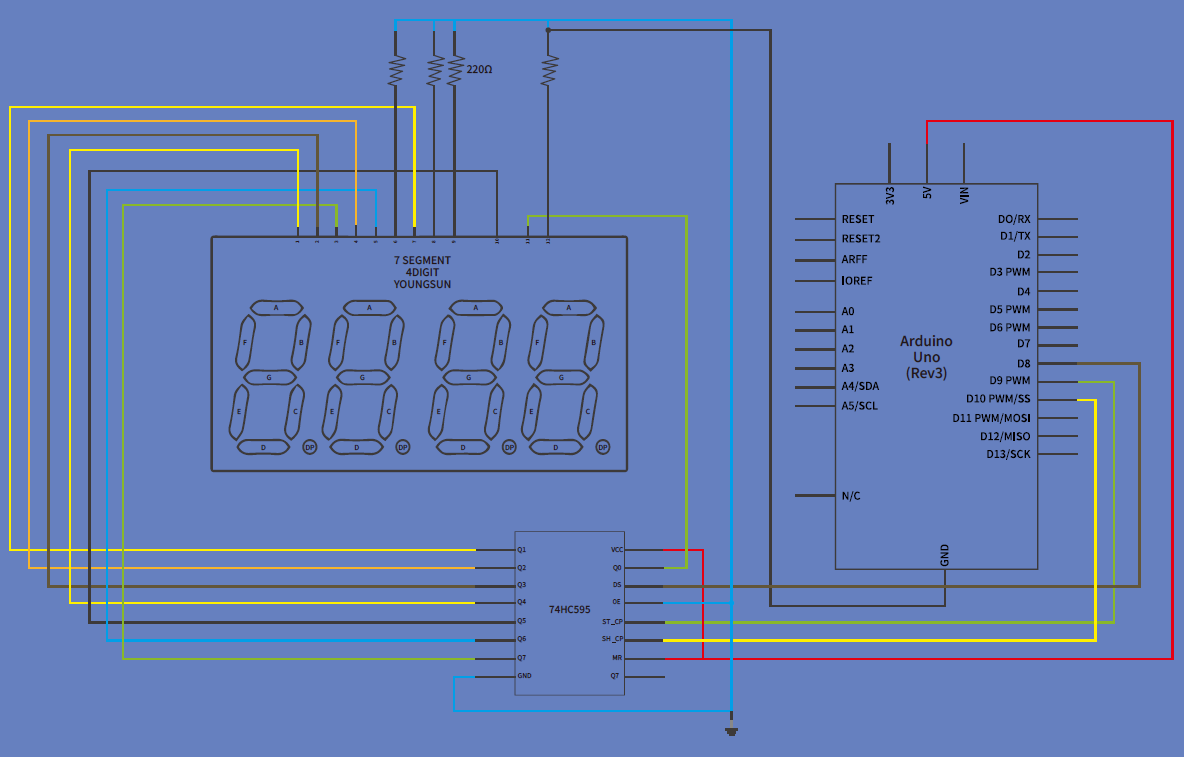 220Ω
3V3
5V
VIN
1 2 3 4 5 6 7 8 9 10 11 12
7 SEGMENT
4DIGIT
YOUNGSUN
A A A A
F B F B F B F B
G G G G
E C E C E C E C
D DP D DP D DP D DP
RESET
RESET2
ARFF
IOREF
A0
A1
A2
A3
A4/SDA
A5/SCL
N/C
Arduino
Uno
(Rev3)
DO/RX
D1/TX
D2
D3 PWM
D4
D5 PWM
D6 PWM
D7
D8
D9 PWM
D10 PWM/SS
D11 PWM/MOSI
D12/MISO
D13/SCK
GND
Q1
Q2
Q3
Q4
Q5
Q6
Q7
GND
74HC595
VCC
Q0
DS
OE
ST_CP
SH_CP
MR
Q7